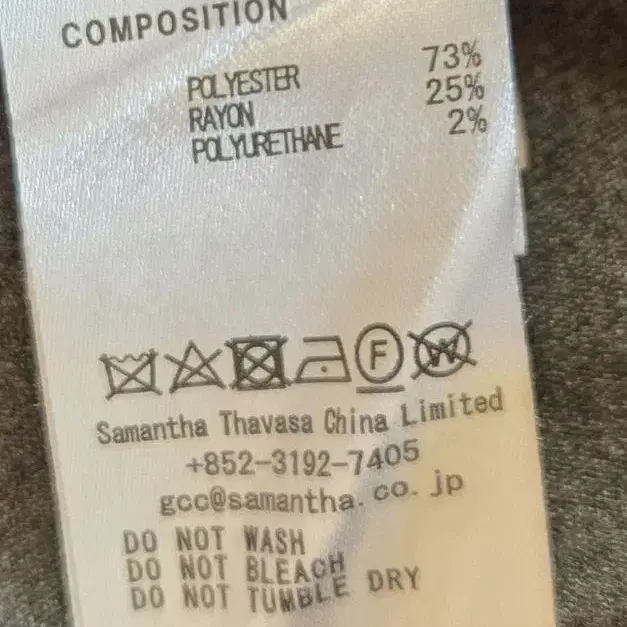 COMPOSITION
POLYESTER 73%
RAYON 25%
POLYURETHANE 2%
F W
Samantha Thavasa China Limited
+852-3192-7405
gcc@samantha.co.jp
DO NOT WASH
DO NOT BLEACH
DO NOT TUMBLE DRY